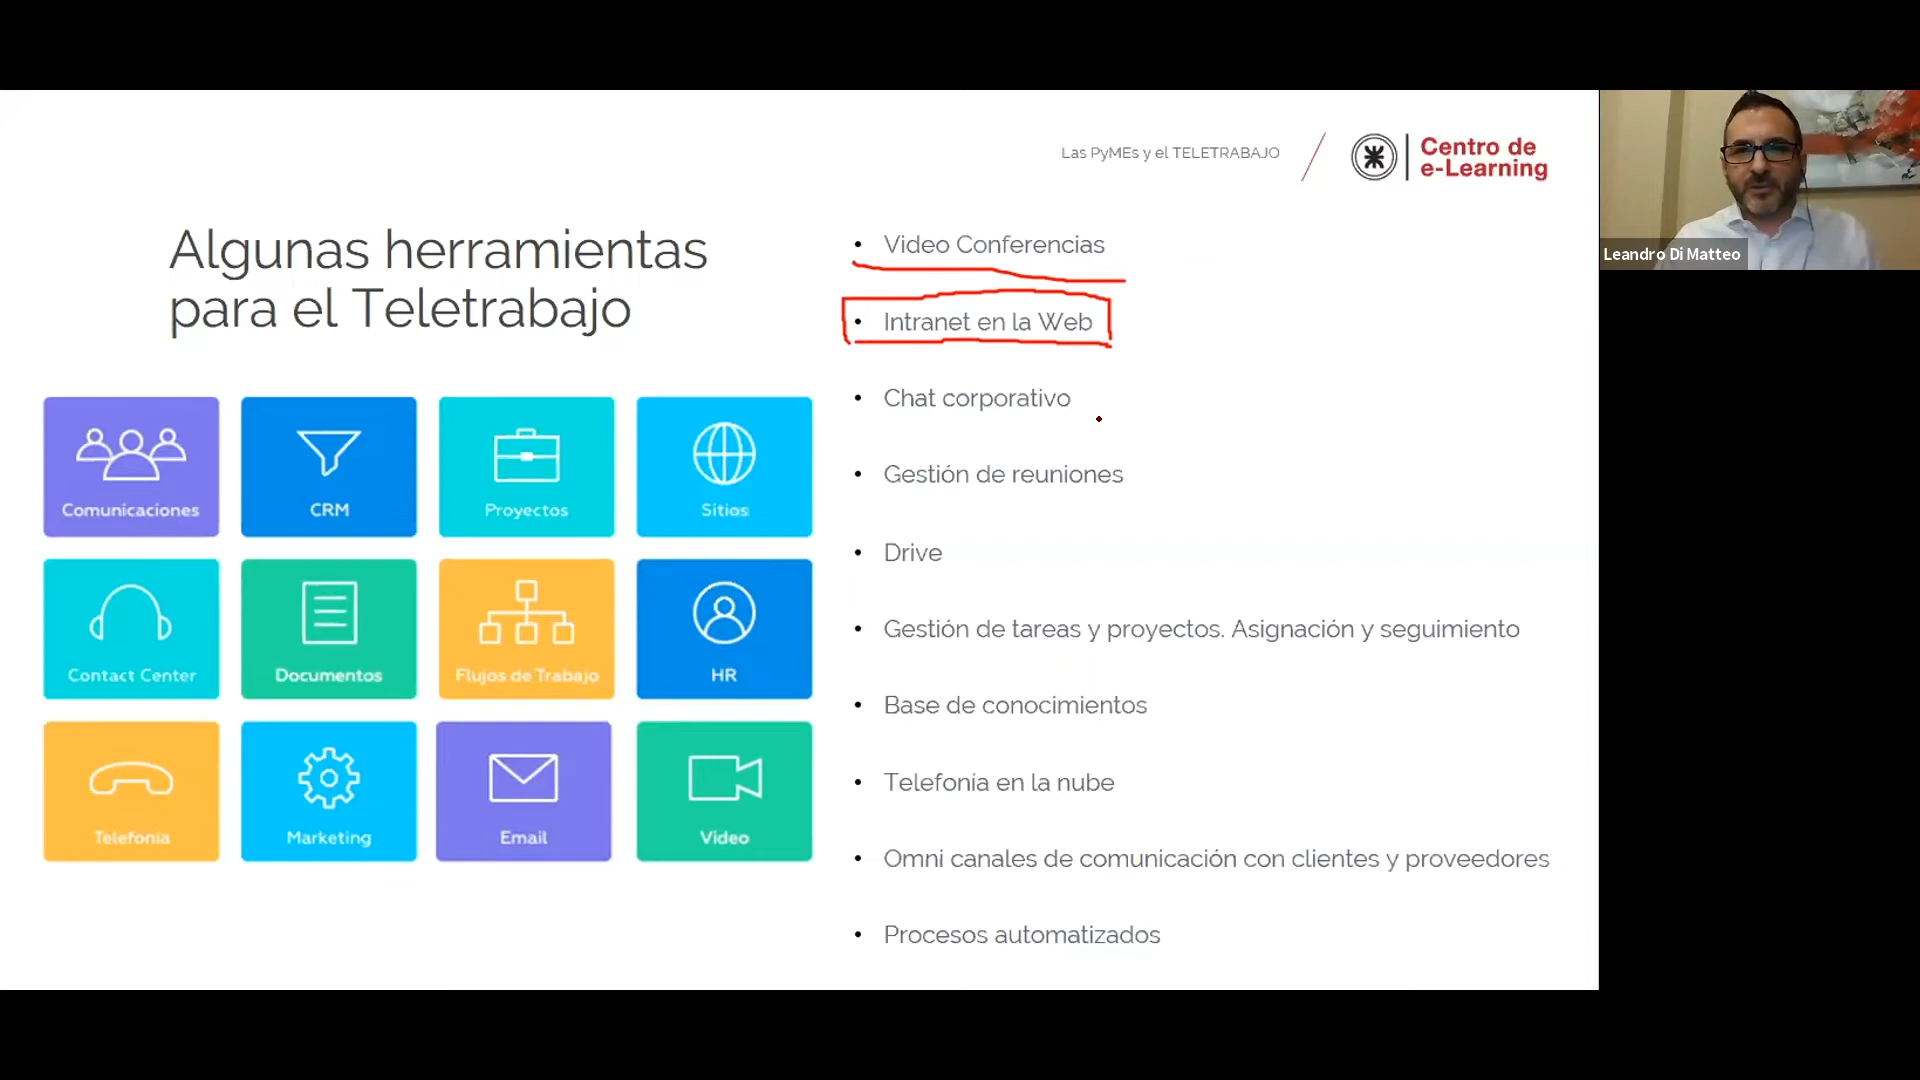 Las PyMEs y el TELETRABAJO
Centro de
e-Learning
Leandro Di Matteo
Algunas herramientas
para el Teletrabajo
Comunicaciones
CRM
Proyectos
Sitios
Contact Center
Documentos
Flujos de Trabajo
HR
Telefonía
Marketing
Email
Video
• Video Conferencias
• Intranet en la Web
• Chat corporativo
• Gestión de reuniones
• Drive
• Gestión de tareas y proyectos. Asignación y seguimiento
• Base de conocimientos
• Telefonía en la nube
• Omni canales de comunicación con clientes y proveedores
• Procesos automatizados